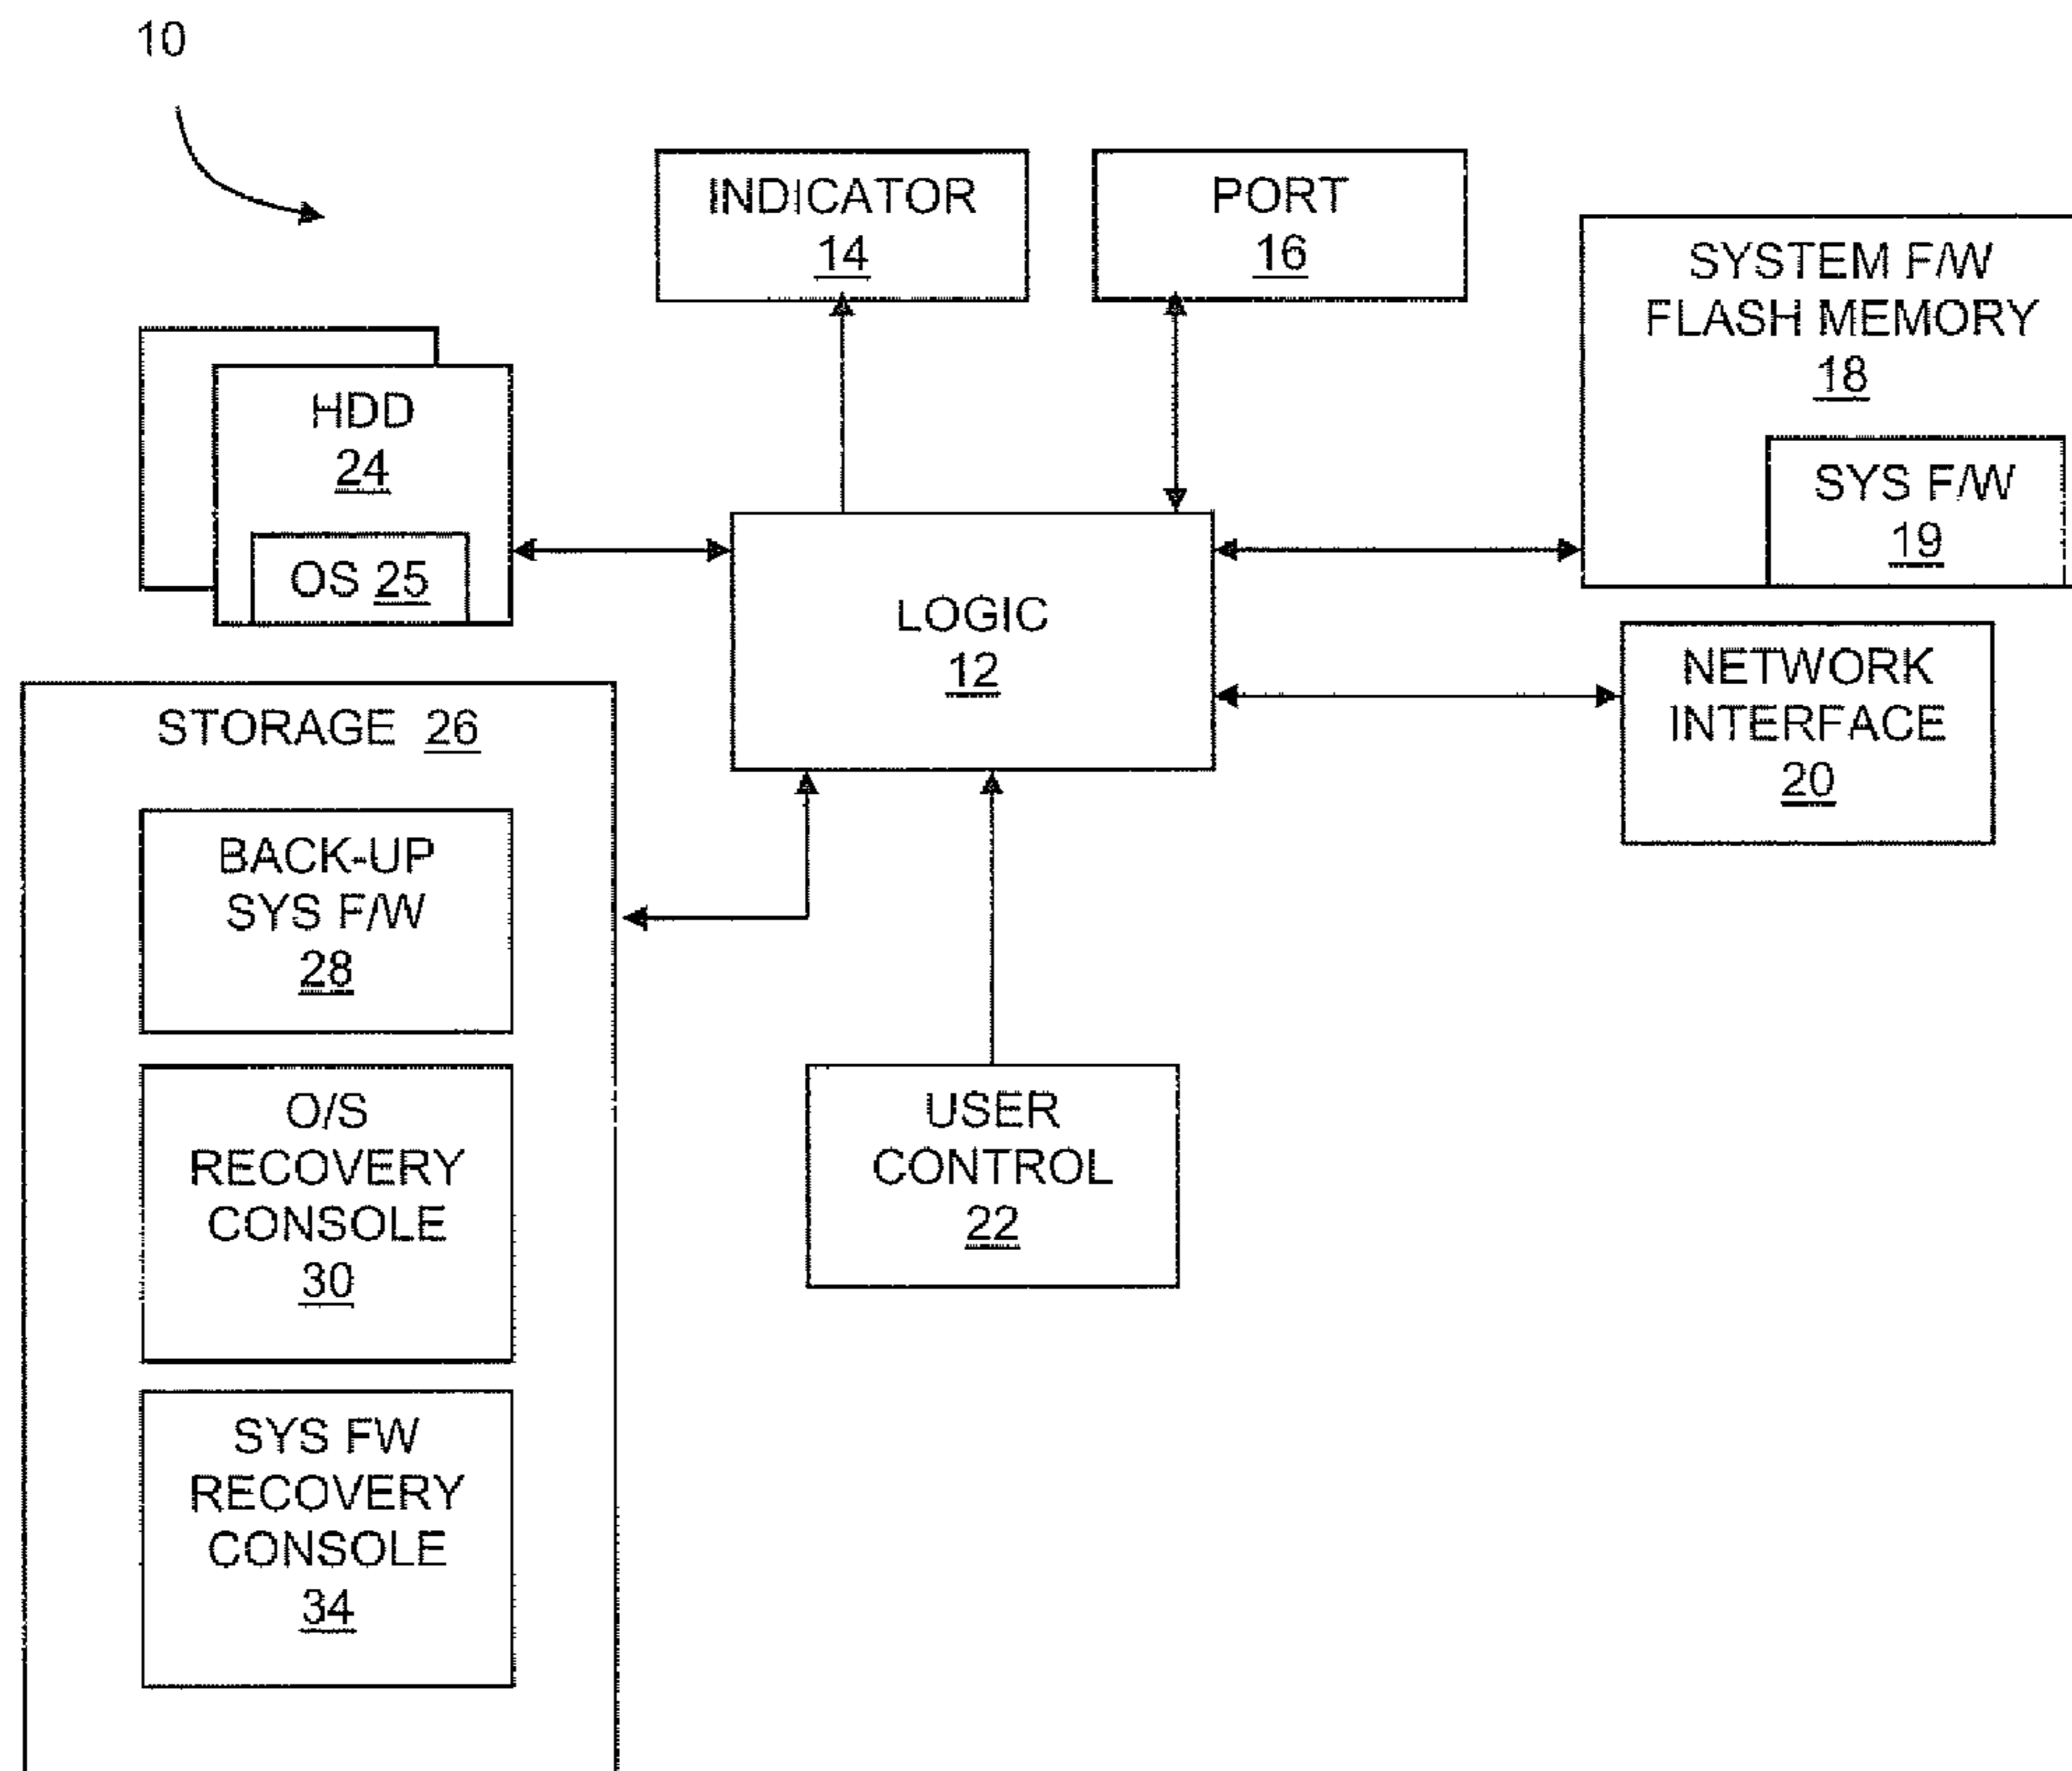 10
INDICATOR
14
PORT
16
SYSTEM F/W
FLASH MEMORY
18
SYS F/W
19
HDD
24
OS 25
LOGIC
12
NETWORK
INTERFACE
20
STORAGE 26
BACK-UP
SYS F/W
28
O/S
RECOVERY
CONSOLE
30
SYS FW
RECOVERY
CONSOLE
34
USER
CONTROL
22